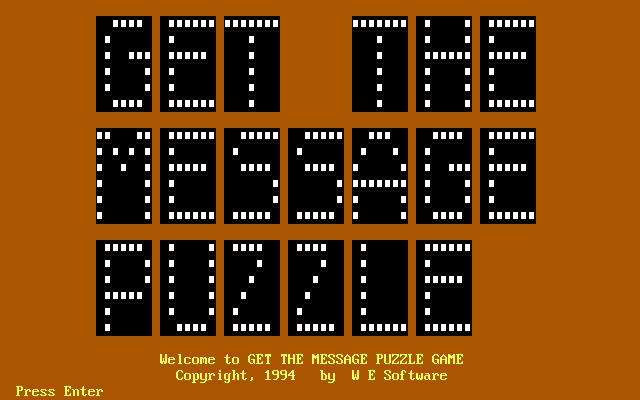 GET THE
MESSAGE
PUZZLE
Welcome to GET THE MESSAGE PUZZLE GAME
Copyright, 1994 by W E Software
Press Enter